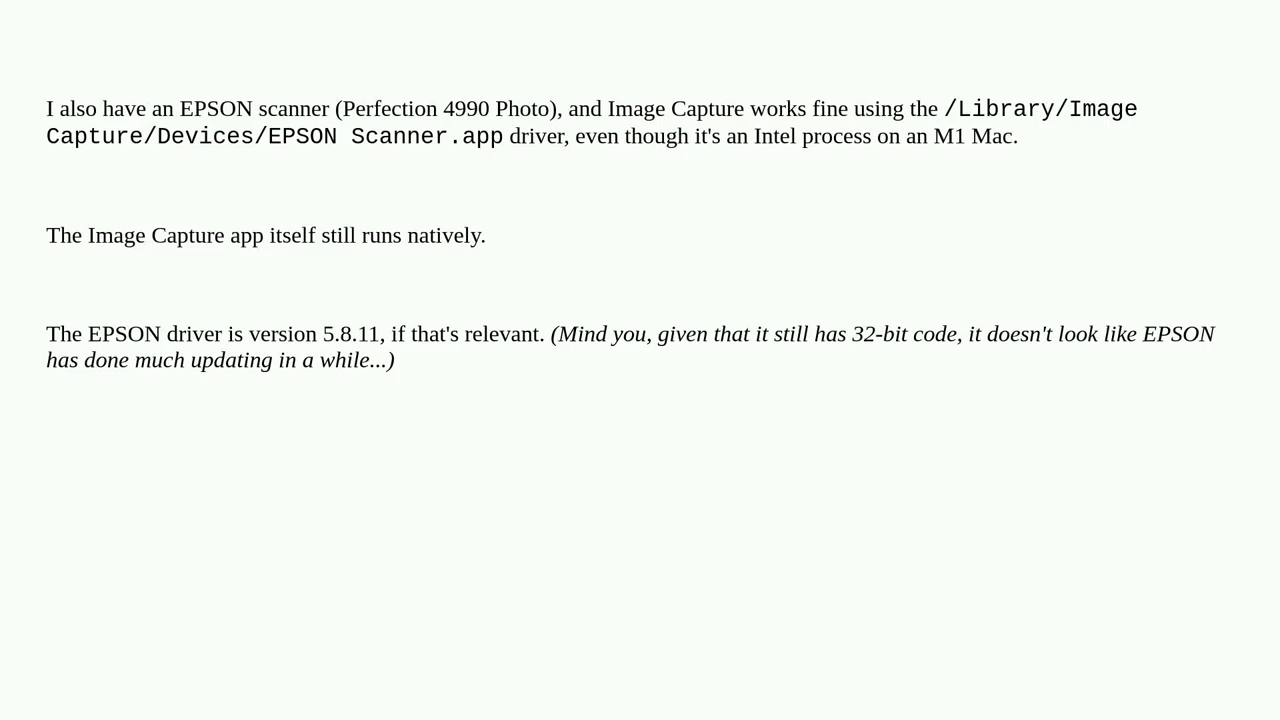 I also have an EPSON scanner (Perfection 4990 Photo), and Image Capture works fine using the /Library/Image
Capture/Devices/EPSON Scanner.app driver, even though it's an Intel process on an M1 Mac.
The Image Capture app itself still runs natively.
The EPSON driver is version 5.8.11, if that's relevant. (Mind you, given that it still has 32-bit code, it doesn't look like EPSON
has done much updating in a while...)